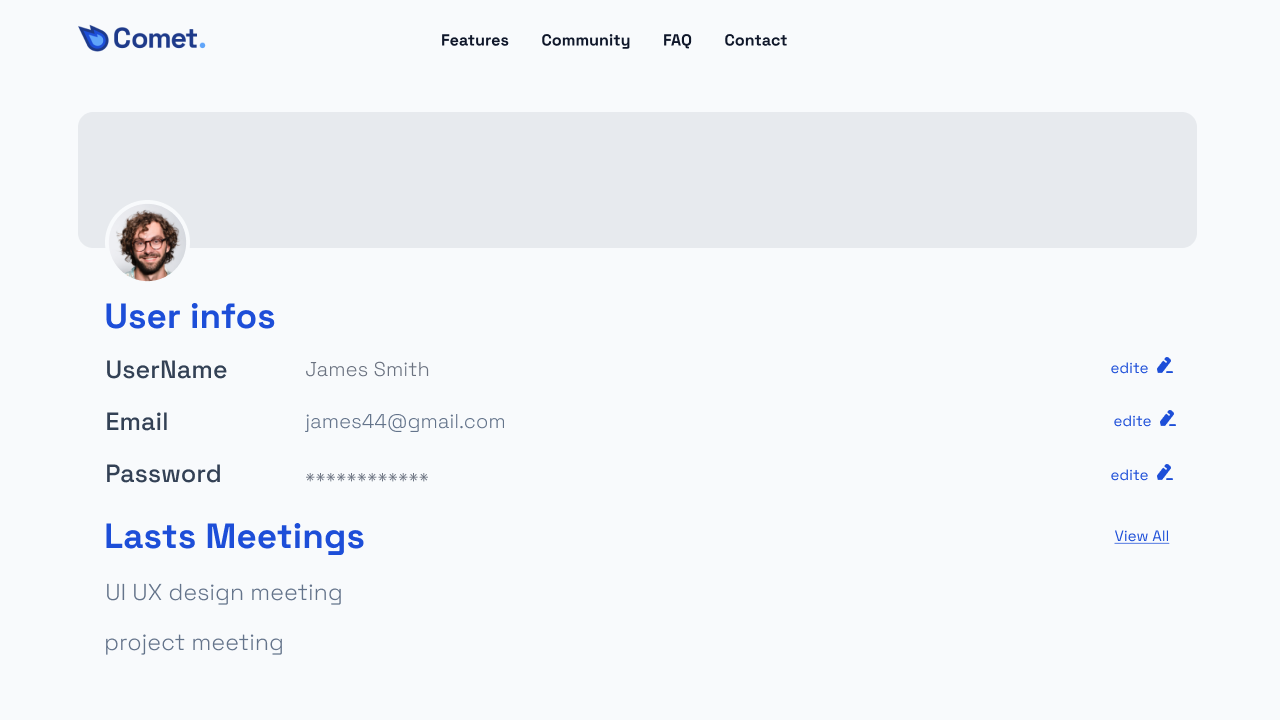 Comet.
Features Community FAQ Contact
User infos
UserName James Smith edite
Email james44@gmail.com edite
Password ************ edite
Lasts Meetings View All
UI UX design meeting
project meeting